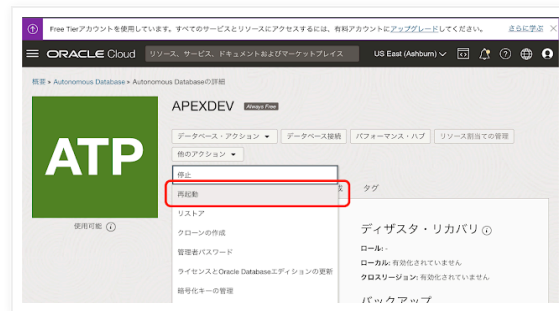 Free Tierアカウントを使用しています。すべてのサービスとリソースにアクセスするには、有料アカウントにアップグレードしてください。 さらに学ぶ ×
ORACLE Cloud リソース、サービス、ドキュメントおよびマーケットプレイス US East (Ashburn)
概要 » Autonomous Database » Autonomous Databaseの詳細
APEXDEV Always Free
データベース・アクション データベース接続 パフォーマンス・ハブ リソース割当ての管理
他のアクション
ATP
使用可能
停止
再起動
リストア
クローンの作成
管理者パスワード
ライセンスとOracle Databaseエディションの更新
暗号化キーの管理
タグ
ディザスタ・リカバリ
ロール: -
ローカル: 有効化されていません
クロスリージョン: 有効化されていません
バックアップ